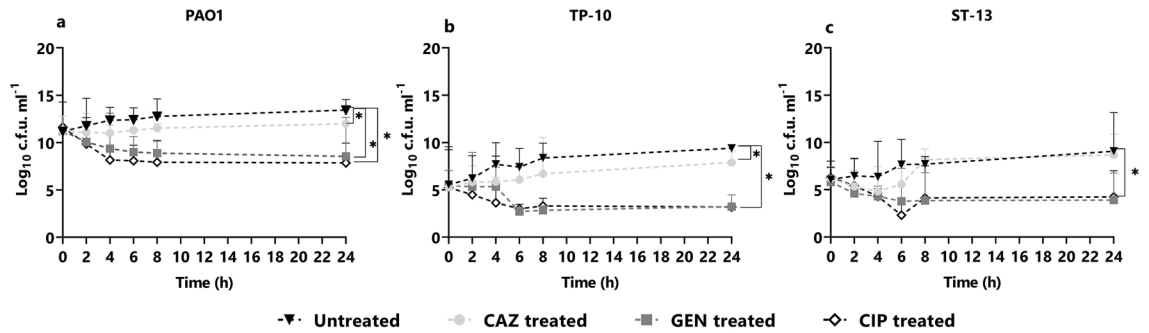 a PAO1
20
15
10
5
0
Log10 c.f.u. ml-1
* * *
0 2 4 6 8 10 12 14 16 18 20 22 24
Time (h)
b TP-10
20
15
10
5
0
Log10 c.f.u. ml-1
* *
0 2 4 6 8 10 12 14 16 18 20 22 24
Time (h)
c ST-13
20
15
10
5
0
Log10 c.f.u. ml-1
*
0 2 4 6 8 10 12 14 16 18 20 22 24
Time (h)
Untreated CAZ treated GEN treated CIP treated